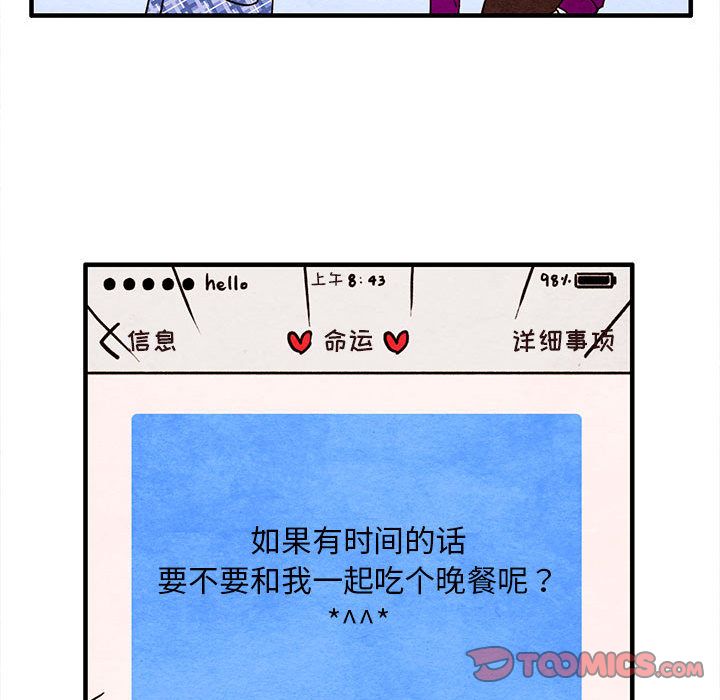 hello 上午 8:43 98%
信息 命运 详细事项
如果有时间的话
要不要和我一起吃个晚餐呢？
*^^*
TOOMICS.COM